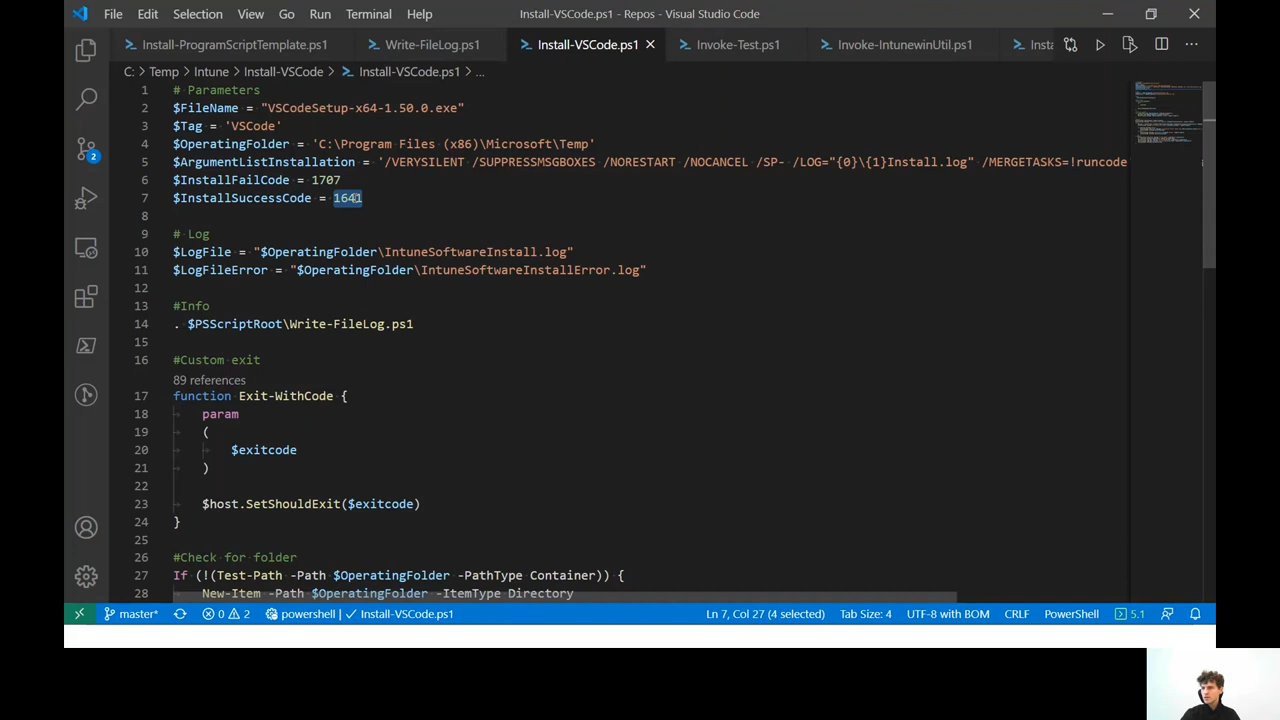 File Edit Selection View Go Run Terminal Help Install-VSCode.ps1 - Repos - Visual Studio Code
Install-ProgramScriptTemplate.ps1 Write-FileLog.ps1 Install-VSCode.ps1 Invoke-Test.ps1 Invoke-IntunewinUtil.ps1 Insta
C: > Temp > Intune > Install-VSCode > Install-VSCode.ps1 > ...
1 # Parameters
2 $FileName = "VSCodeSetup-x64-1.50.0.exe"
3 $Tag = 'VSCode'
4 $OperatingFolder = 'C:\Program Files (x86)\Microsoft\Temp'
5 $ArgumentListInstallation = '/VERYSILENT /SUPPRESSMSGBOXES /NORESTART /NOCANCEL /SP- /LOG="{0}\{1}Install.log" /MERGETASKS=!runcode
6 $InstallFailCode = 1707
7 $InstallSuccessCode = 1641
8
9 # Log
10 $LogFile = "$OperatingFolder\IntuneSoftwareInstall.log"
11 $LogFileError = "$OperatingFolder\IntuneSoftwareInstallError.log"
12
13 #Info
14 . $PSScriptRoot\Write-FileLog.ps1
15
16 #Custom exit
89 references
17 function Exit-WithCode {
18 param
19 (
20 $exitcode
21 )
22
23 $host.SetShouldExit($exitcode)
24 }
25
26 #Check for folder
27 If (!(Test-Path -Path $OperatingFolder -PathType Container)) {
28 New-Item -Path $OperatingFolder -ItemType Directory
2
master* 0 2 powershell | ✓ Install-VSCode.ps1 Ln 7, Col 27 (4 selected) Tab Size: 4 UTF-8 with BOM CRLF PowerShell 5.1